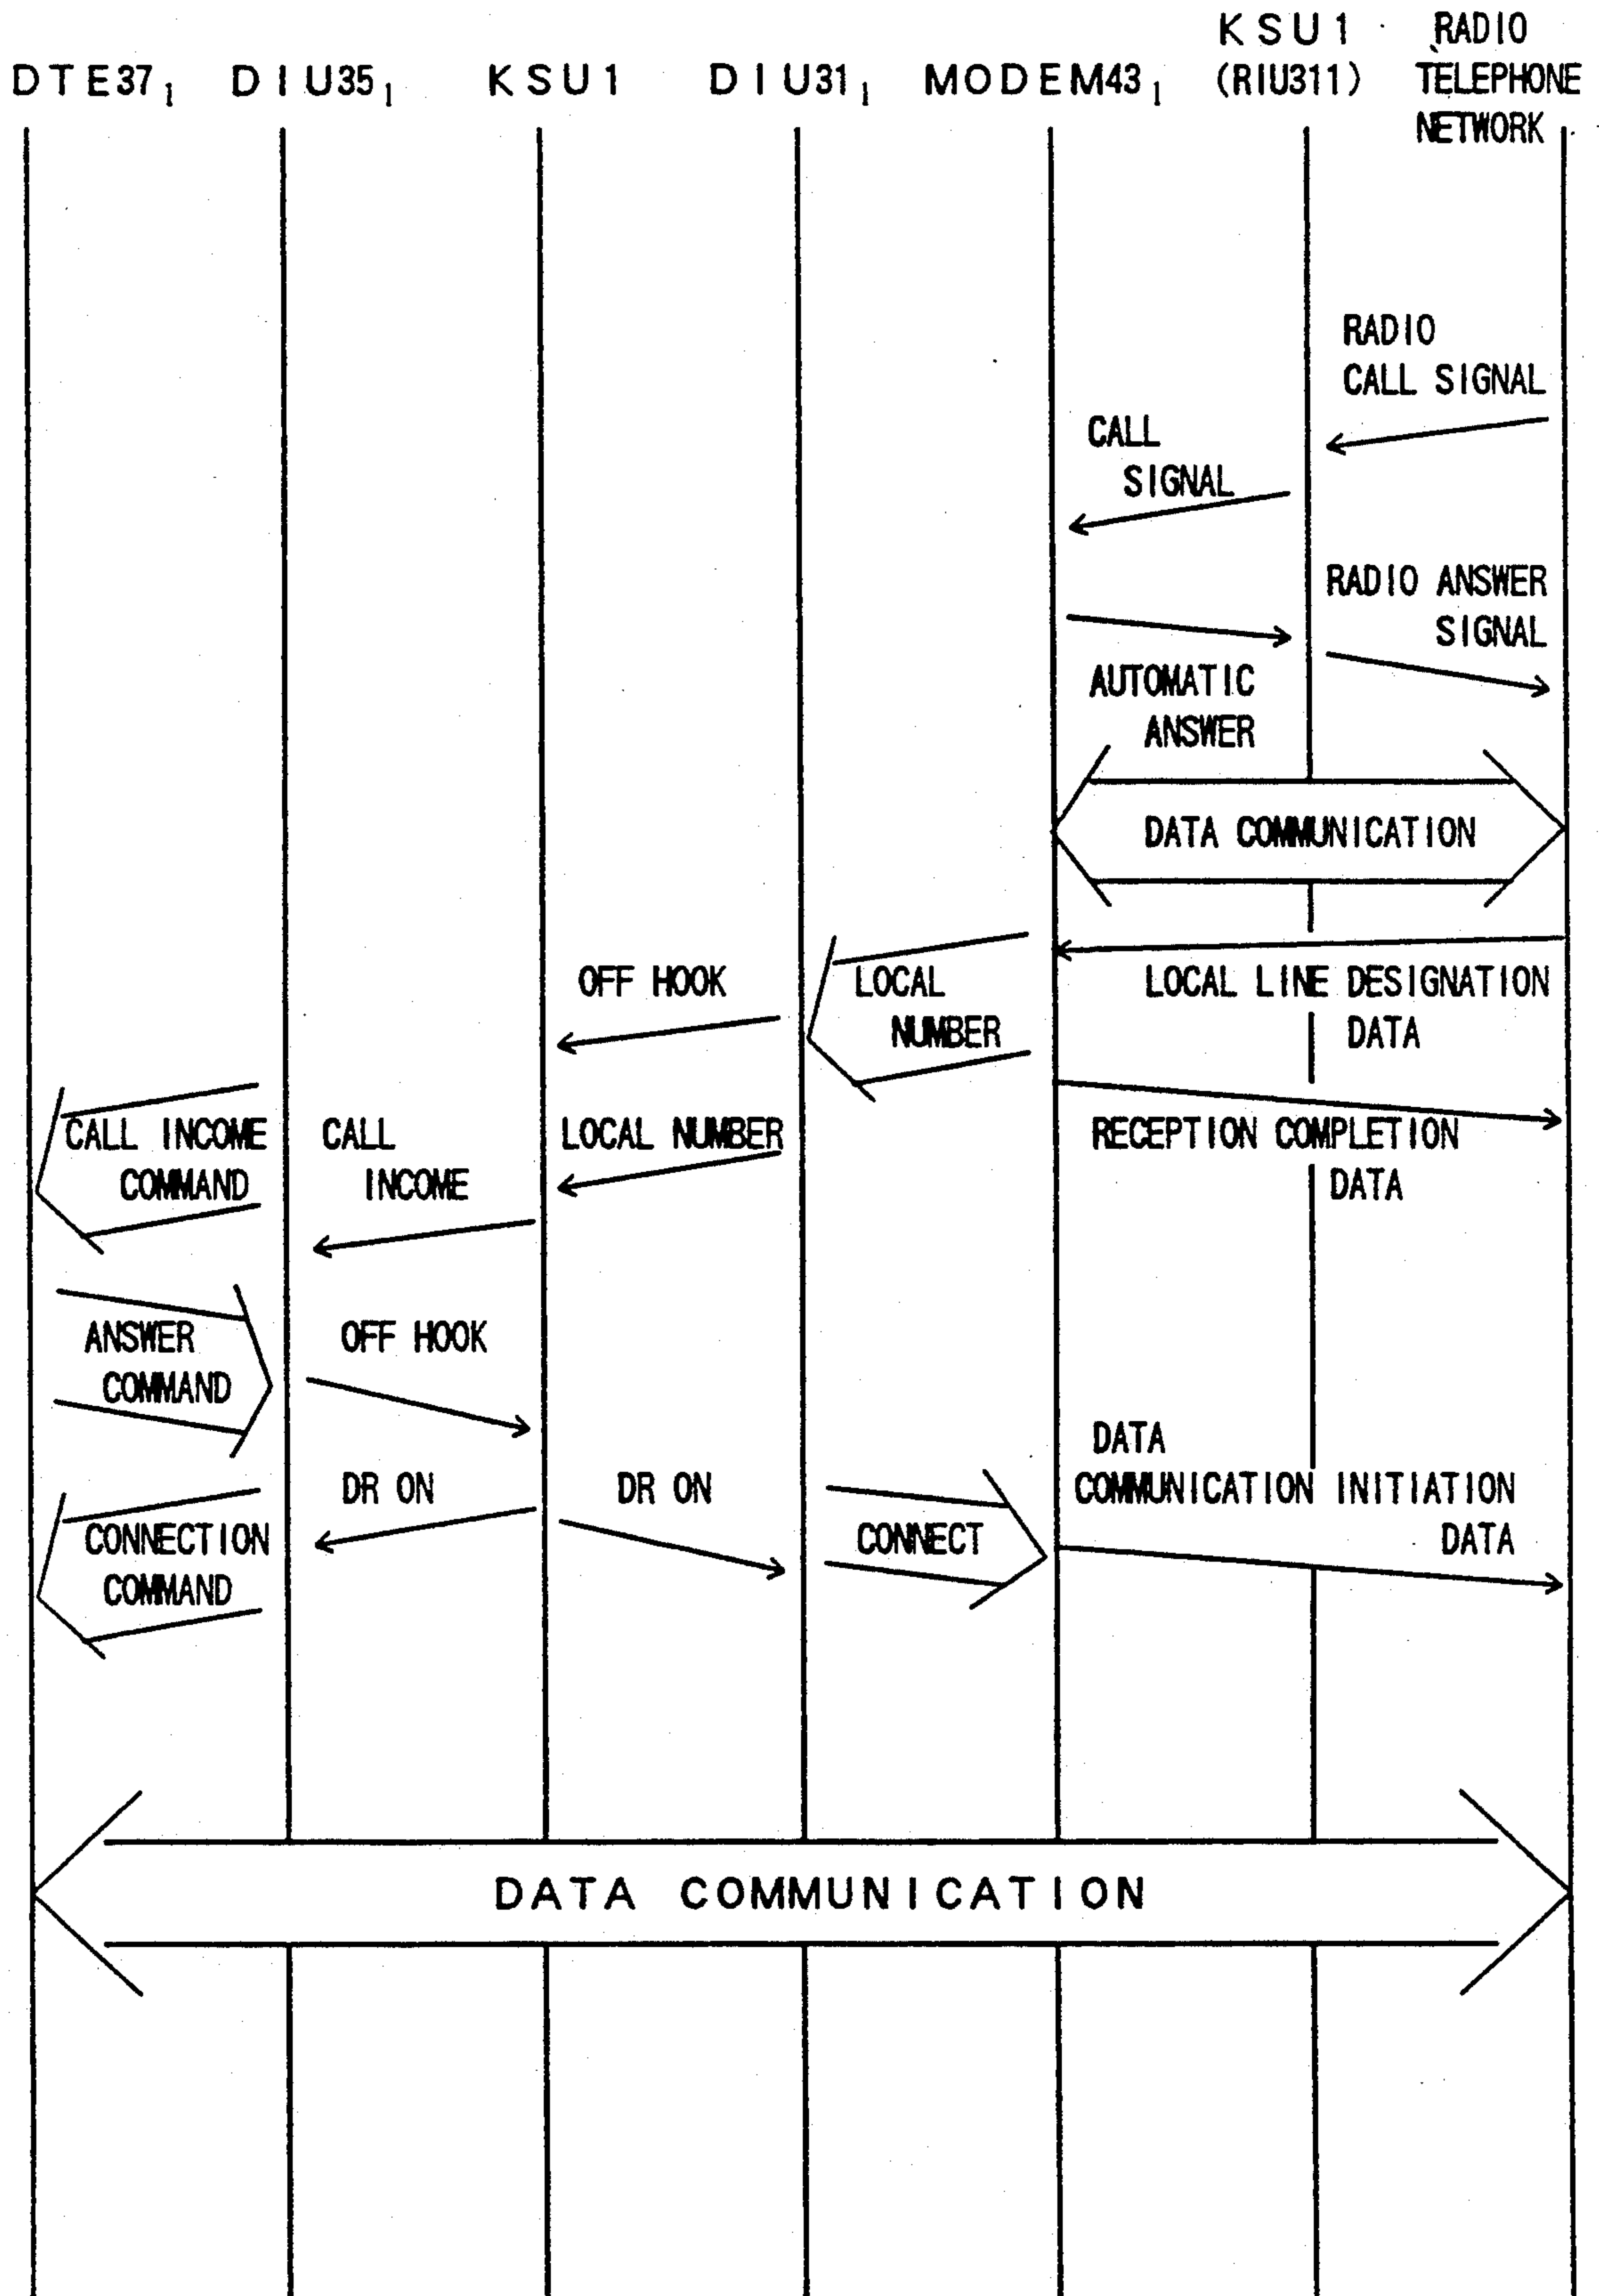 KSU1 RADIO
DTE37₁ DIU35₁ KSU1 DIU31₁ MODEM43₁ (RIU311) TELEPHONE
NETWORK
RADIO
CALL SIGNAL
CALL
SIGNAL
RADIO ANSWER
SIGNAL
AUTOMATIC
ANSWER
DATA COMMUNICATION
OFF HOOK LOCAL LOCAL LINE DESIGNATION
NUMBER DATA
CALL INCOME CALL LOCAL NUMBER RECEPTION COMPLETION
COMMAND INCOME DATA
ANSWER OFF HOOK
COMMAND
DATA
DR ON DR ON COMMUNICATION INITIATION
CONNECTION CONNECT DATA
COMMAND
DATA COMMUNICATION